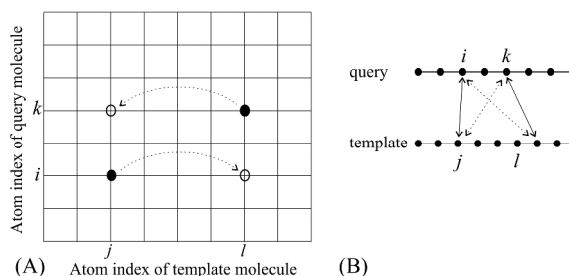 Atom index of query molecule
k
i
j
l
(A)
Atom index of template molecule
i
k
query
template
j
l
(B)